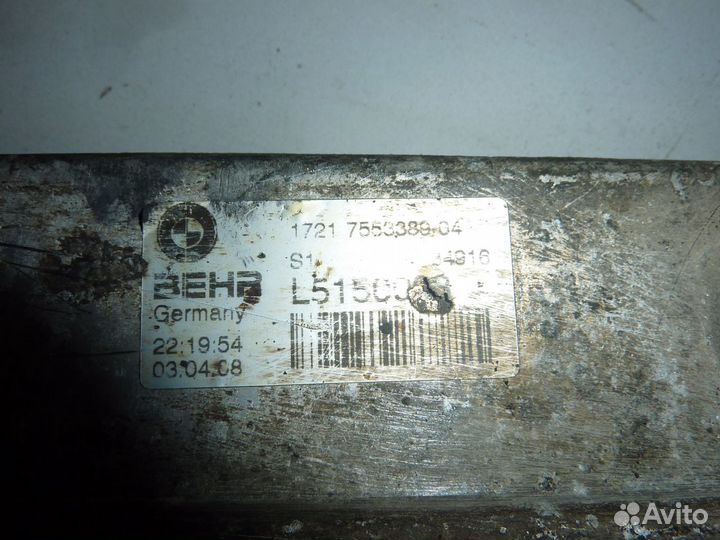 1721 7553389 04
BEHR
Germany
22:19:54
03.04.08
Avito